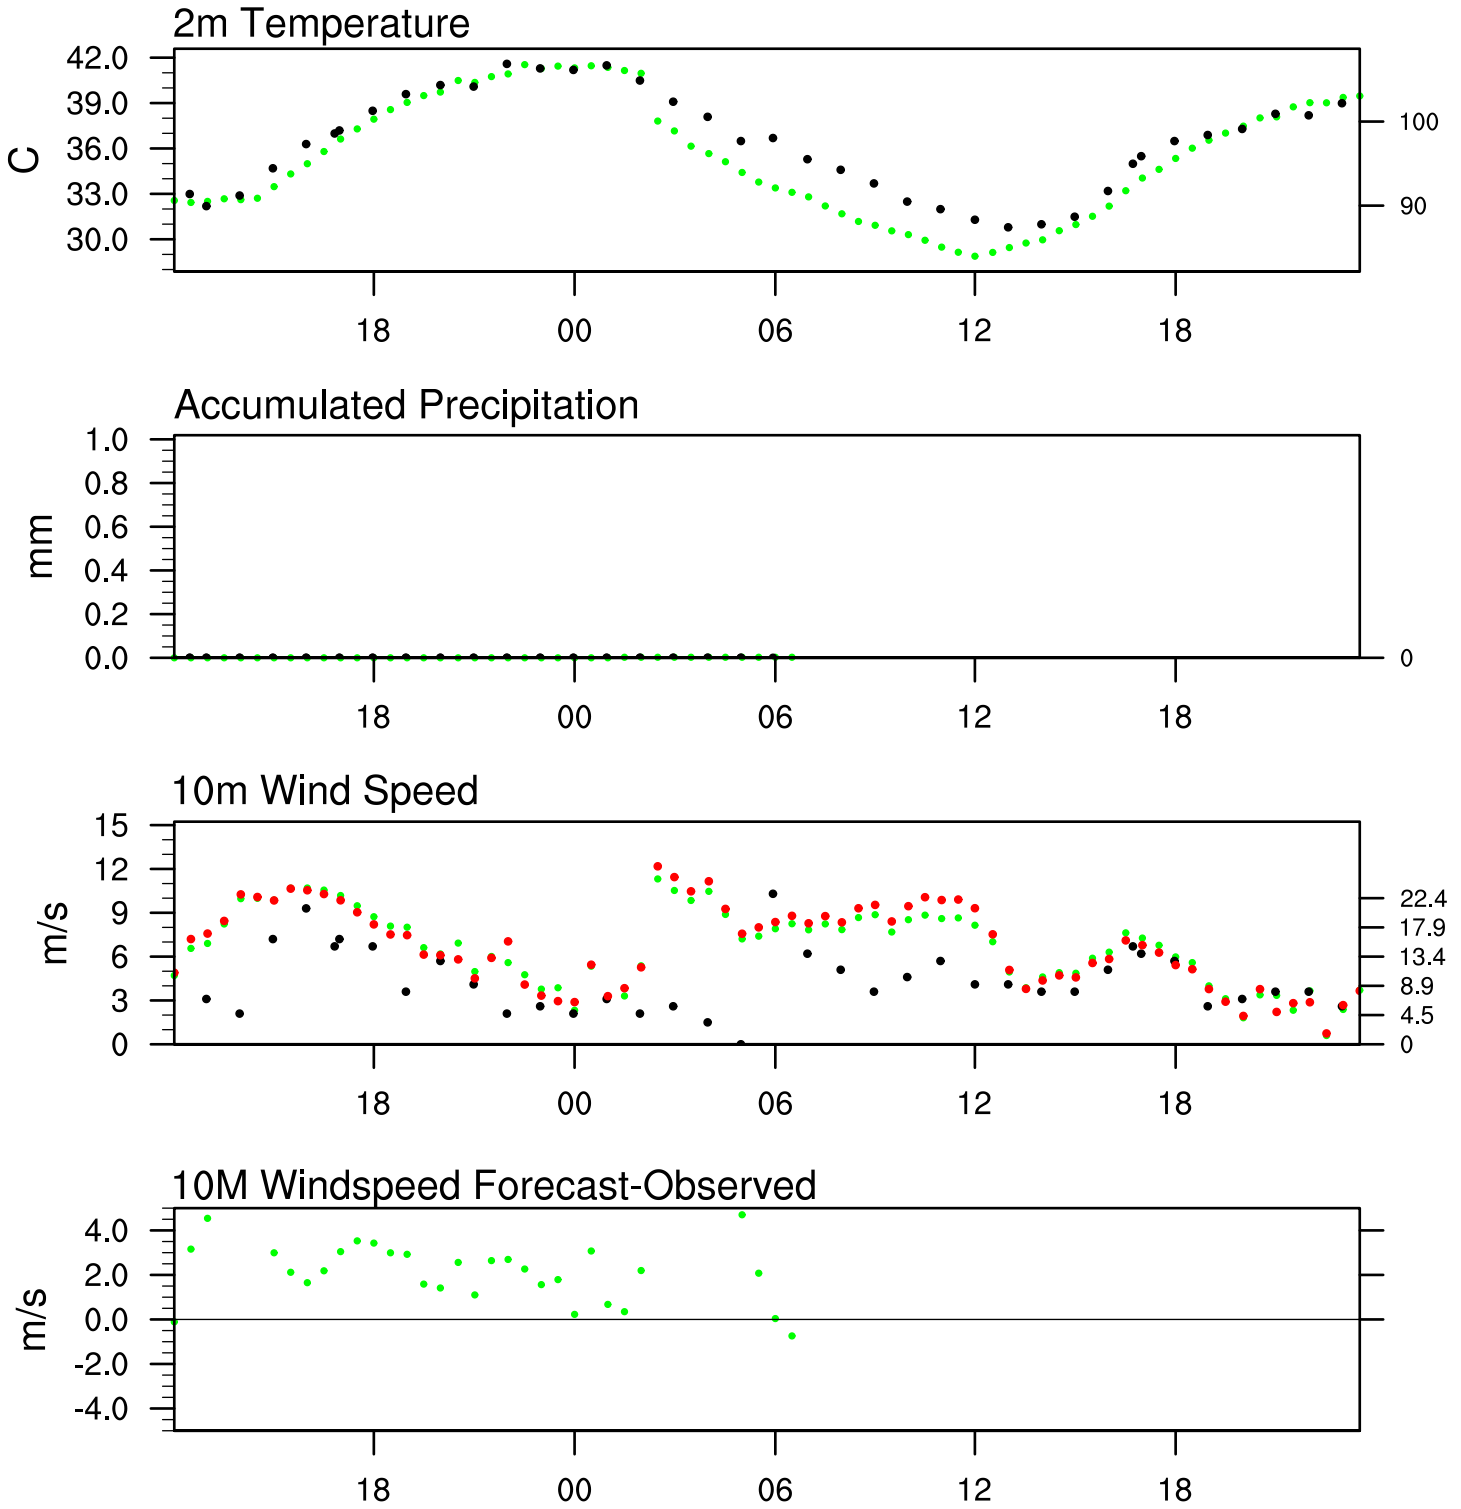 2m Temperature
42.0
39.0
36.0
33.0
30.0
C
100
90
18 00 06 12 18
Accumulated Precipitation
1.0
0.8
0.6
0.4
0.2
0.0
mm
0
18 00 06 12 18
10m Wind Speed
15
12
9
6
3
0
m/s
22.4
17.9
13.4
8.9
4.5
0
18 00 06 12 18
10M Windspeed Forecast-Observed
4.0
2.0
0.0
-2.0
-4.0
m/s
18 00 06 12 18